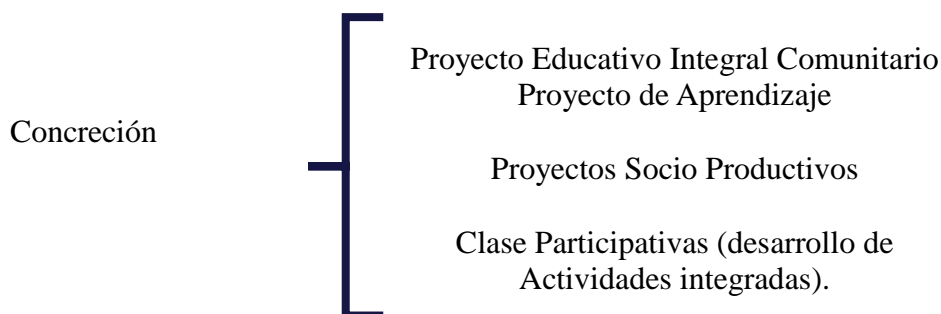 Proyecto Educativo Integral Comunitario
Proyecto de Aprendizaje
Concreción
Proyectos Socio Productivos
Clase Participativas (desarrollo de
Actividades integradas).